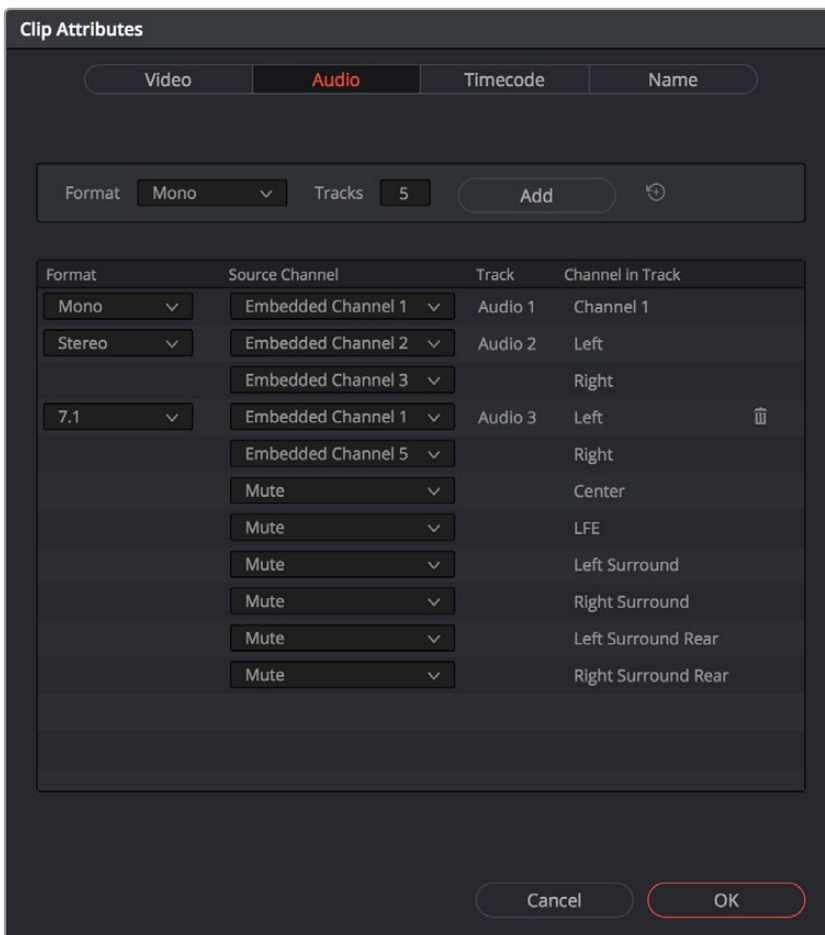 Clip Attributes
Video Audio Timecode Name
Format Mono Tracks 5 Add
Format Source Channel Track Channel in Track
Mono Embedded Channel 1 Audio 1 Channel 1
Stereo Embedded Channel 2 Audio 2 Left
Embedded Channel 3 Right
7.1 Embedded Channel 1 Audio 3 Left
Embedded Channel 5 Right
Mute Center
Mute LFE
Mute Left Surround
Mute Right Surround
Mute Left Surround Rear
Mute Right Surround Rear
Cancel OK